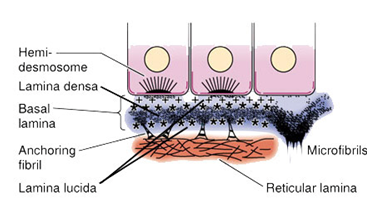 Hemi-
desmosome
Lamina densa
Basal
lamina
Anchoring
fibril
Lamina lucida
Microfibrils
Reticular lamina